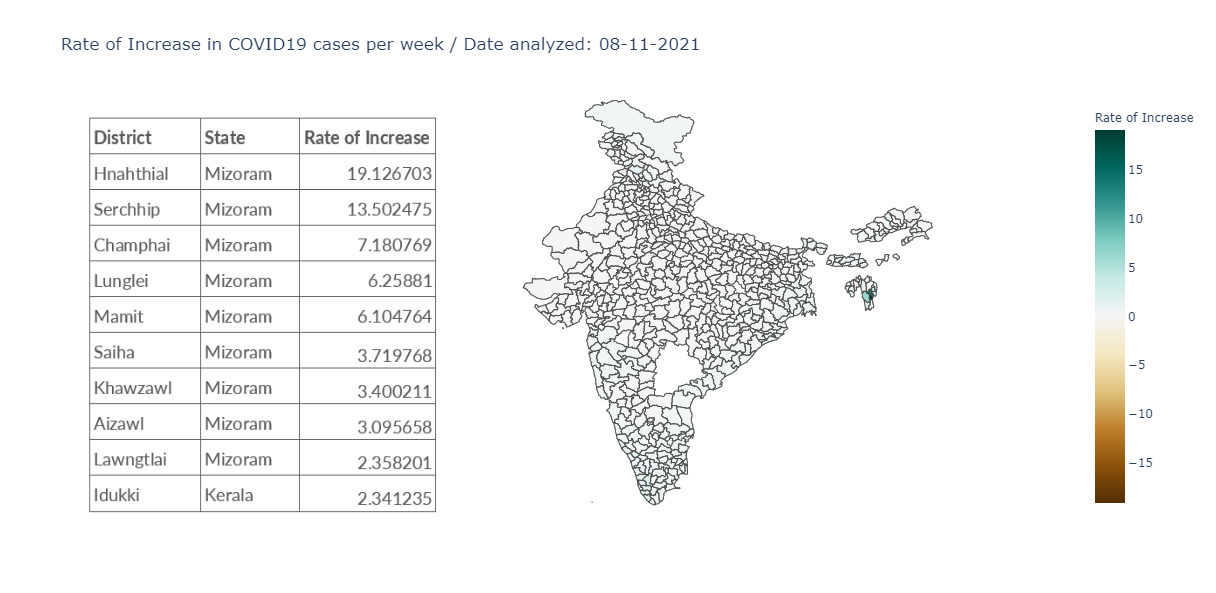 Rate of Increase in COVID19 cases per week / Date analyzed: 08-11-2021
District State Rate of Increase
Hnahthial Mizoram 19.126703
Serchhip Mizoram 13.502475
Champhai Mizoram 7.180769
Lunglei Mizoram 6.25881
Mamit Mizoram 6.104764
Saiha Mizoram 3.719768
Khawzawl Mizoram 3.400211
Aizawl Mizoram 3.095658
Lawngtlai Mizoram 2.358201
Idukki Kerala 2.341235
Rate of Increase
15
10
5
0
−5
−10
−15